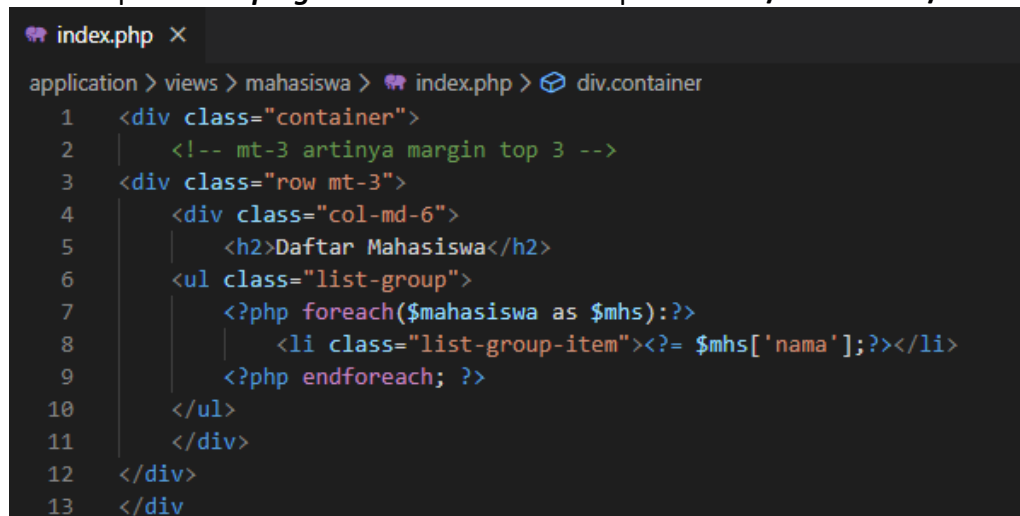 index.php ×
application > views > mahasiswa > index.php > div.container
1 <div class="container">
2 <!-- mt-3 artinya margin top 3 -->
3 <div class="row mt-3">
4 <div class="col-md-6">
5 <h2>Daftar Mahasiswa</h2>
6 <ul class="list-group">
7 <?php foreach($mahasiswa as $mhs):?>
8 <li class="list-group-item"><?= $mhs['nama'];?></li>
9 <?php endforeach; ?>
10 </ul>
11 </div>
12 </div>
13 </div